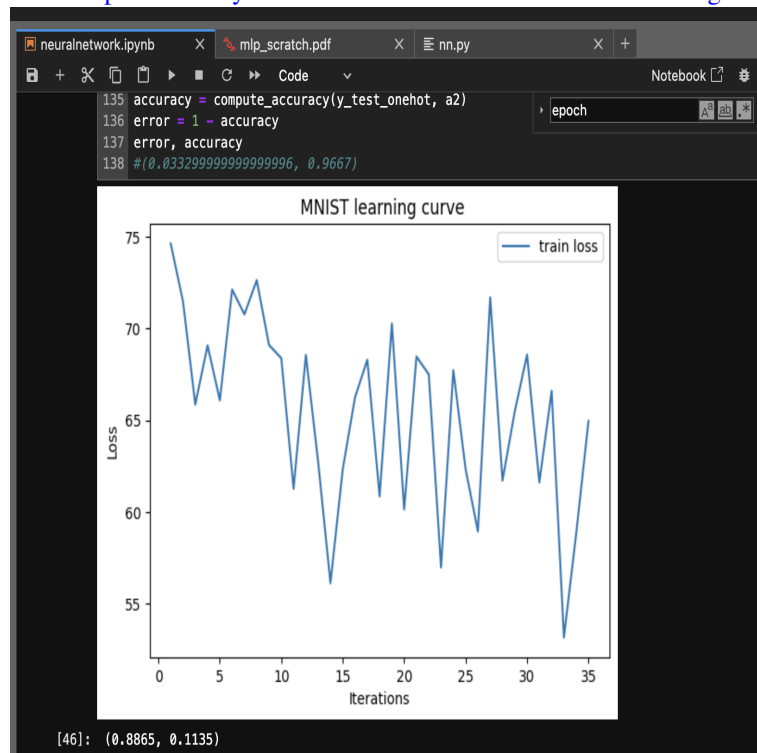 neuralnetwork.ipynb X mlp_scratch.pdf X nn.py X +
Code Notebook
135 accuracy = compute_accuracy(y_test_onehot, a2)
136 error = 1 - accuracy
137 error, accuracy
138 #(0.033299999999999996, 0.9667)
epoch Aa ab .*
MNIST learning curve
train loss
75
70
65
60
55
Loss
0 5 10 15 20 25 30 35
Iterations
[46]: (0.8865, 0.1135)